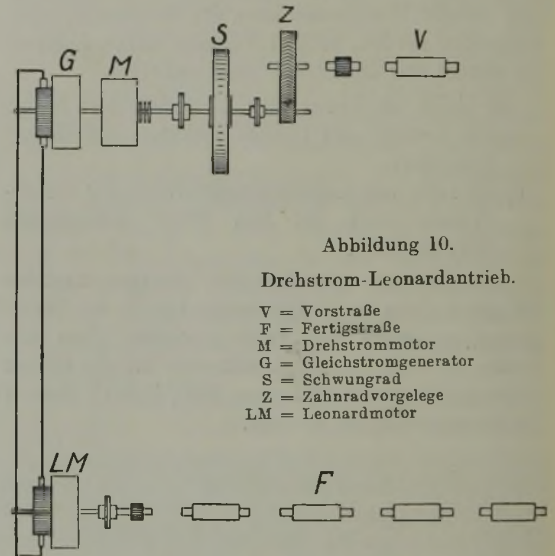 Z
S
V
G
M
Abbildung 10.
Drehstrom-Leonardantrieb.
V = Vorstraße
F = Fertigstraße
M = Drehstrommotor
G = Gleichstromgenerator
S = Schwungrad
Z = Zahnradvorgelege
LM = Leonardmotor
LM
F